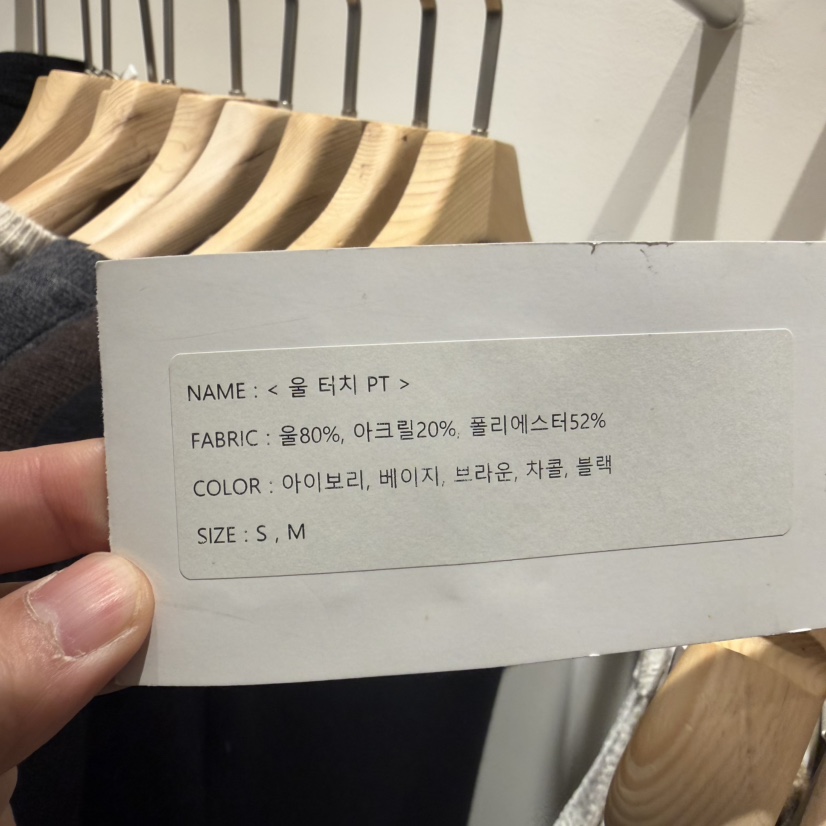 NAME : < 울 터치 PT >
FABRIC : 울80%, 아크릴20%, 폴리에스터52%
COLOR : 아이보리, 베이지, 브라운, 차콜, 블랙
SIZE : S , M